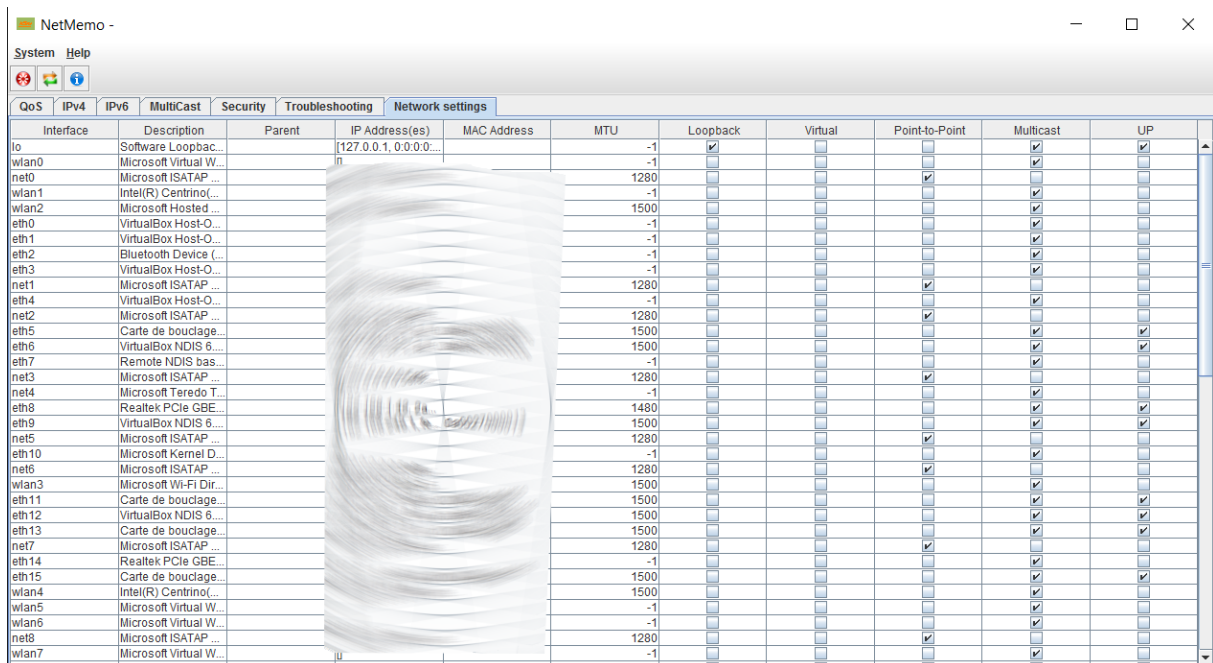 NetMemo -
System Help
QoS IPv4 IPv6 MultiCast Security Troubleshooting Network settings
Interface Description Parent IP Address(es) MAC Address MTU Loopback Virtual Point-to-Point Multicast UP
lo Software Loopbac... [127.0.0.1, 0:0:0:0:... -1
wlan0 Microsoft Virtual W... [] -1
net0 Microsoft ISATAP ... 1280
wlan1 Intel(R) Centrino(... -1
wlan2 Microsoft Hosted ... 1500
eth0 VirtualBox Host-O... -1
eth1 VirtualBox Host-O... -1
eth2 Bluetooth Device (... -1
eth3 VirtualBox Host-O... -1
net1 Microsoft ISATAP ... 1280
eth4 VirtualBox Host-O... -1
net2 Microsoft ISATAP ... 1280
eth5 Carte de bouclage... 1500
eth6 VirtualBox NDIS 6.... 1500
eth7 Remote NDIS bas... -1
net3 Microsoft ISATAP ... 1280
net4 Microsoft Teredo T... -1
eth8 Realtek PCIe GBE... 1480
eth9 VirtualBox NDIS 6.... 1500
net5 Microsoft ISATAP ... 1280
eth10 Microsoft Kernel D... -1
net6 Microsoft ISATAP ... 1280
wlan3 Microsoft Wi-Fi Dir... 1500
eth11 Carte de bouclage... 1500
eth12 VirtualBox NDIS 6.... 1500
eth13 Carte de bouclage... 1500
net7 Microsoft ISATAP ... 1280
eth14 Realtek PCIe GBE... -1
eth15 Carte de bouclage... 1500
wlan4 Intel(R) Centrino(... 1500
wlan5 Microsoft Virtual W... -1
wlan6 Microsoft Virtual W... -1
net8 Microsoft ISATAP ... 1280
wlan7 Microsoft Virtual W... [] -1